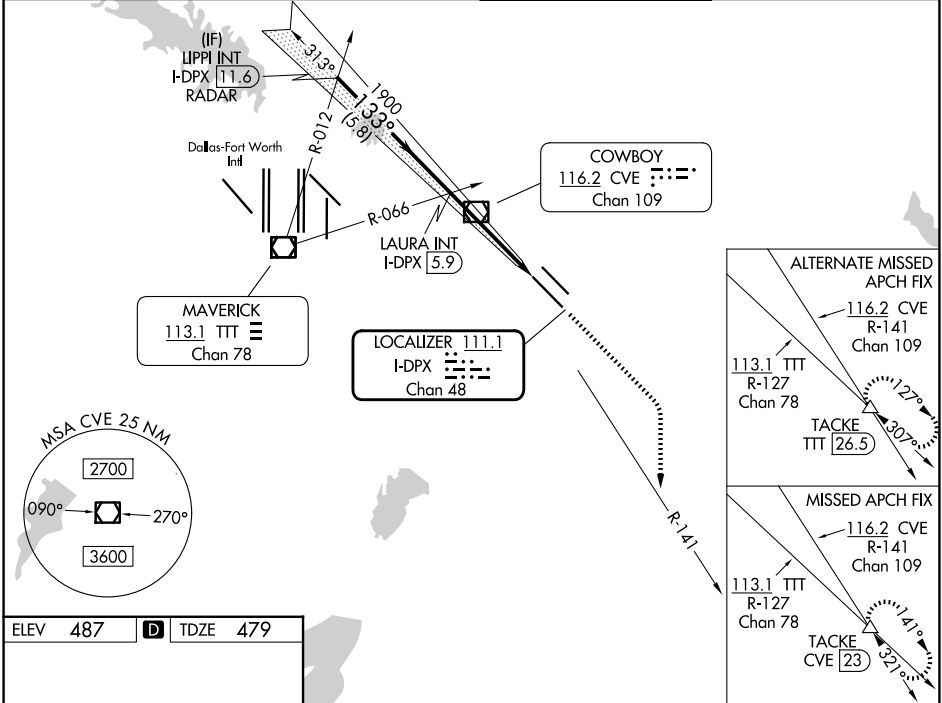 (IF)
LIPPI INT
I-DPX 11.6
RADAR
313°
1900
133°
(5.8)
R-012
Dallas-Fort Worth
Intl
R-066
LAURA INT
I-DPX 5.9
COWBOY
116.2 CVE
Chan 109
MAVERICK
113.1 TTT
Chan 78
LOCALIZER 111.1
I-DPX
Chan 48
R-141
MSA CVE 25 NM
2700
090°
270°
3600
ALTERNATE MISSED
APCH FIX
116.2 CVE
R-141
Chan 109
113.1 TTT
R-127
Chan 78
127°
307°
TACKE
TTT 26.5
MISSED APCH FIX
116.2 CVE
R-141
Chan 109
113.1 TTT
R-127
Chan 78
141°
321°
TACKE
CVE 23
ELEV 487 D TDZE 479